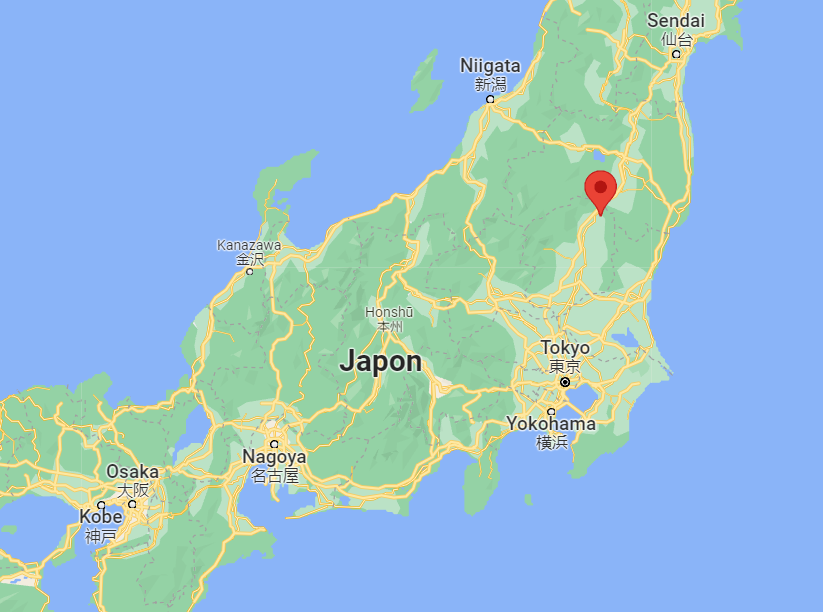 Sendai
仙台
Niigata
新潟
Kanazawa
金沢
Honshū
本州
Japon
Tokyo
東京
Yokohama
横浜
Nagoya
名古屋
Osaka
大阪
Kobe
神戸